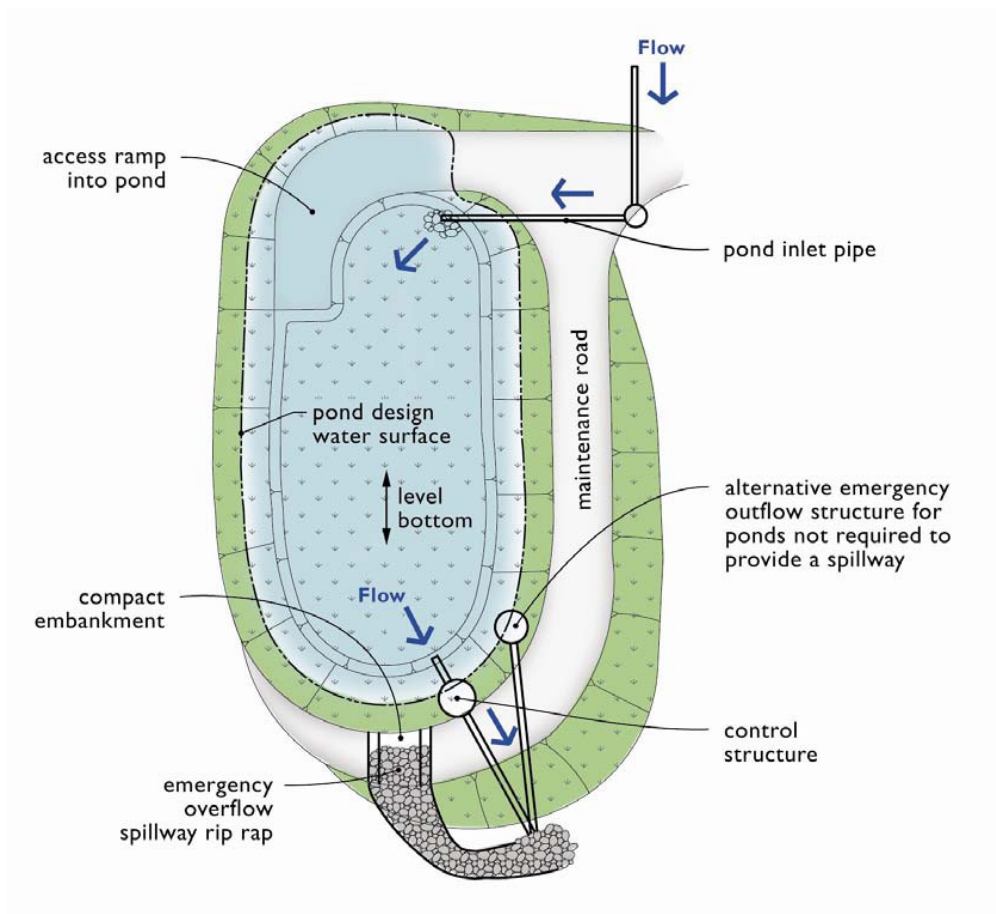 Flow
access ramp
into pond
pond inlet pipe
maintenance road
pond design
water surface
level
bottom
alternative emergency
outflow structure for
ponds not required to
provide a spillway
Flow
compact
embankment
control
structure
emergency
overflow
spillway rip rap